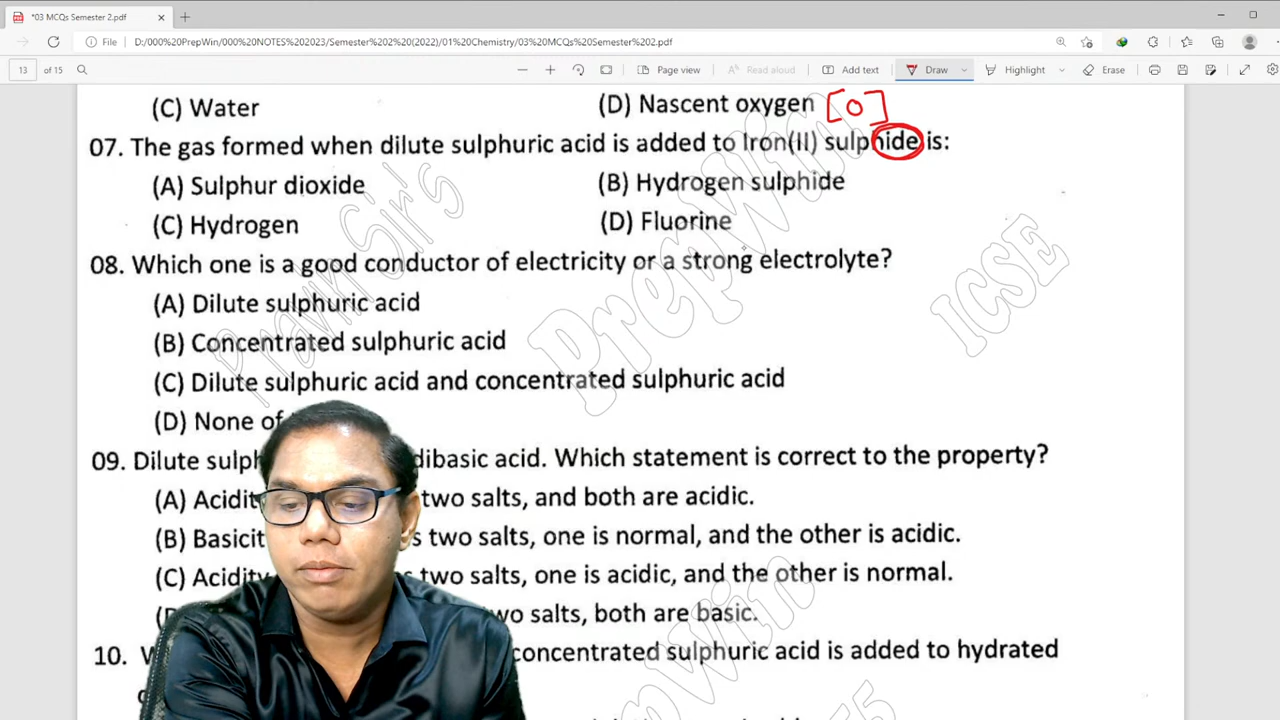 *03 MCQs Semester 2.pdf
File D:/000%20PrepWin/000%20NOTES%202023/Semester%202%20(2022)/01%20Chemistry/03%20MCQs%20Semester%202.pdf
13 of 15 Page view Read aloud Add text Draw Highlight Erase
(C) Water (D) Nascent oxygen [O]
07. The gas formed when dilute sulphuric acid is added to Iron(II) sulphide is:
(A) Sulphur dioxide (B) Hydrogen sulphide
(C) Hydrogen (D) Fluorine
08. Which one is a good conductor of electricity or a strong electrolyte?
(A) Dilute sulphuric acid
(B) Concentrated sulphuric acid
(C) Dilute sulphuric acid and concentrated sulphuric acid
(D) None of
09. Dilute sulph dibasic acid. Which statement is correct to the property?
(A) Acidit two salts, and both are acidic.
(B) Basicit s two salts, one is normal, and the other is acidic.
(C) Acidity two salts, one is acidic, and the other is normal.
two salts, both are basic.
10. concentrated sulphuric acid is added to hydrated
Pravin Sir's
PrepWin
ICSE
PrepWin